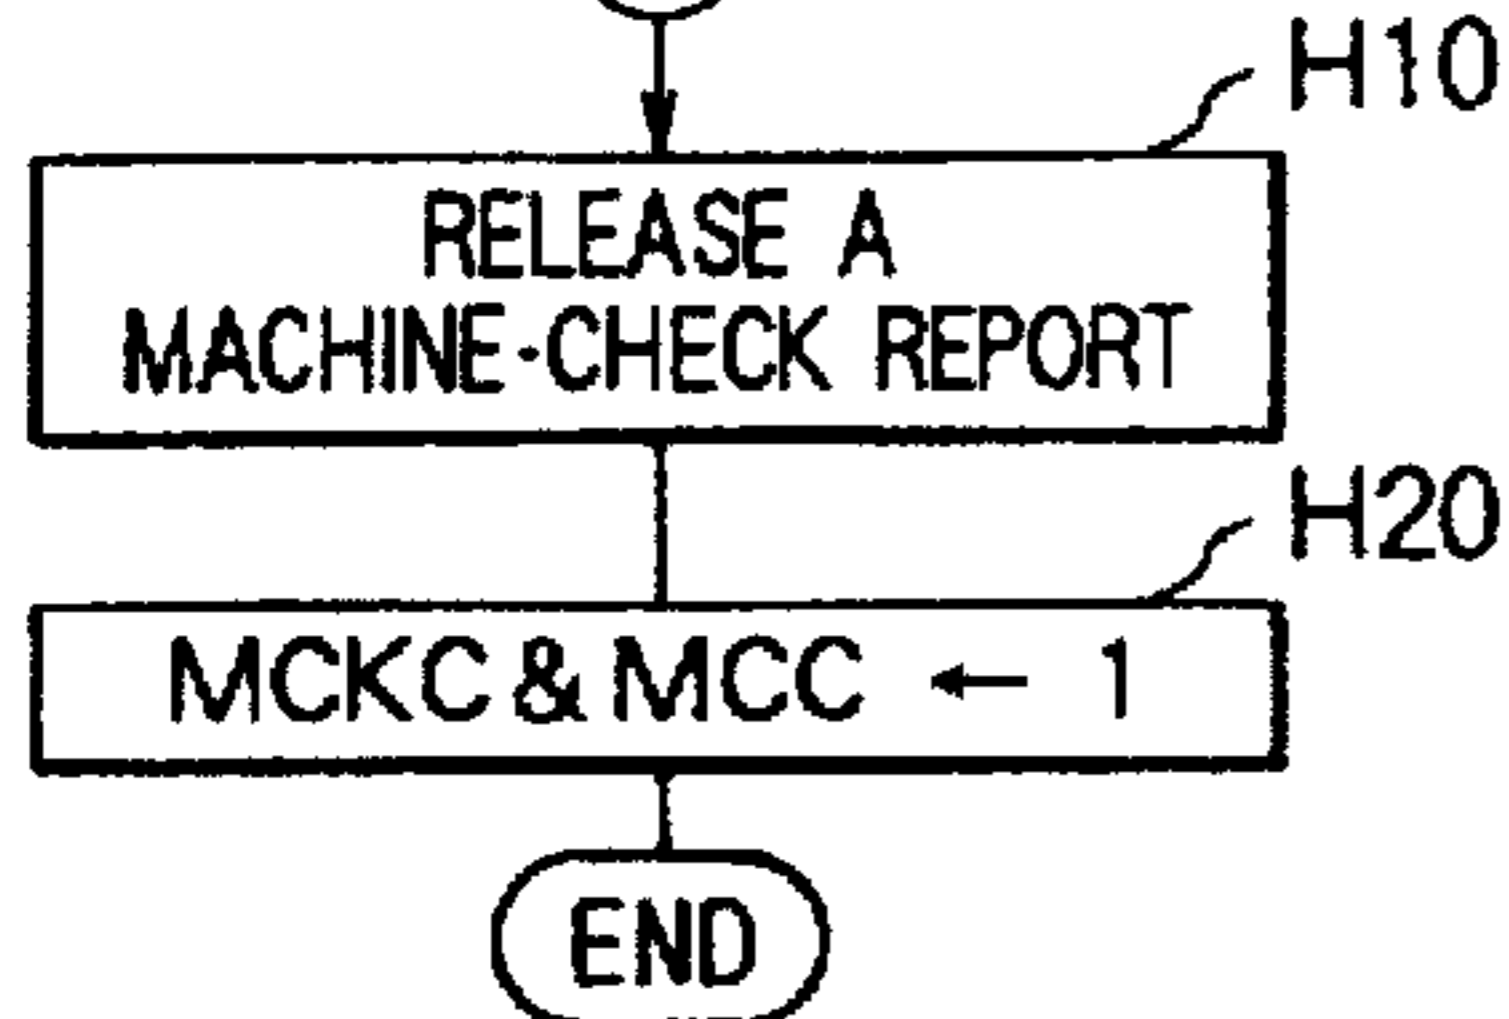 H10
RELEASE A
MACHINE-CHECK REPORT
H20
MCKC & MCC ← 1
END